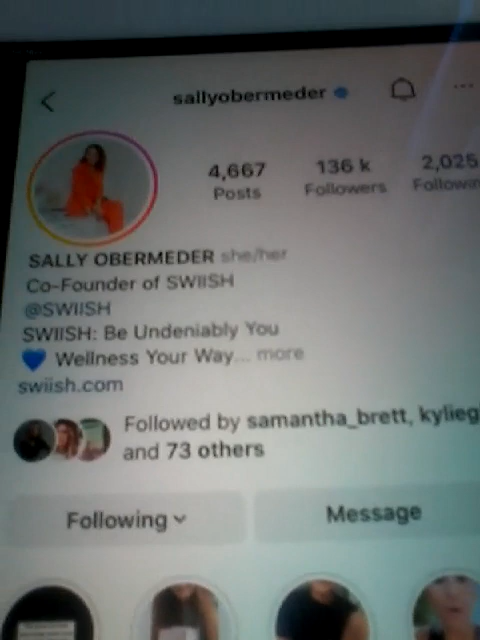 sallyobermeder
4,667 136 k 2,025
Posts Followers
SALLY OBERMEDER she/her
Co-Founder of SWIISH
@SWIISH
SWIISH: Be Undeniably You
💙 Wellness Your Way... more
swiish.com
Followed by samantha_brett, kylieg
and 73 others
Following Message